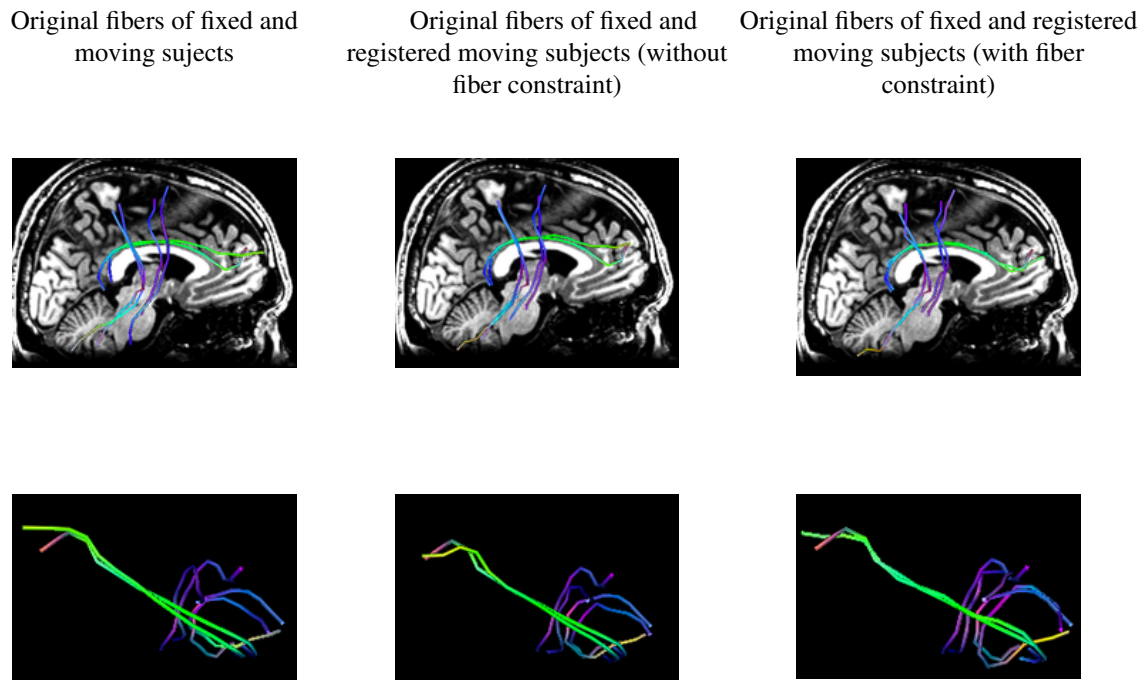 Original fibers of fixed and
moving sujects
Original fibers of fixed and
registered moving subjects (without
fiber constraint)
Original fibers of fixed and registered
moving subjects (with fiber
constraint)